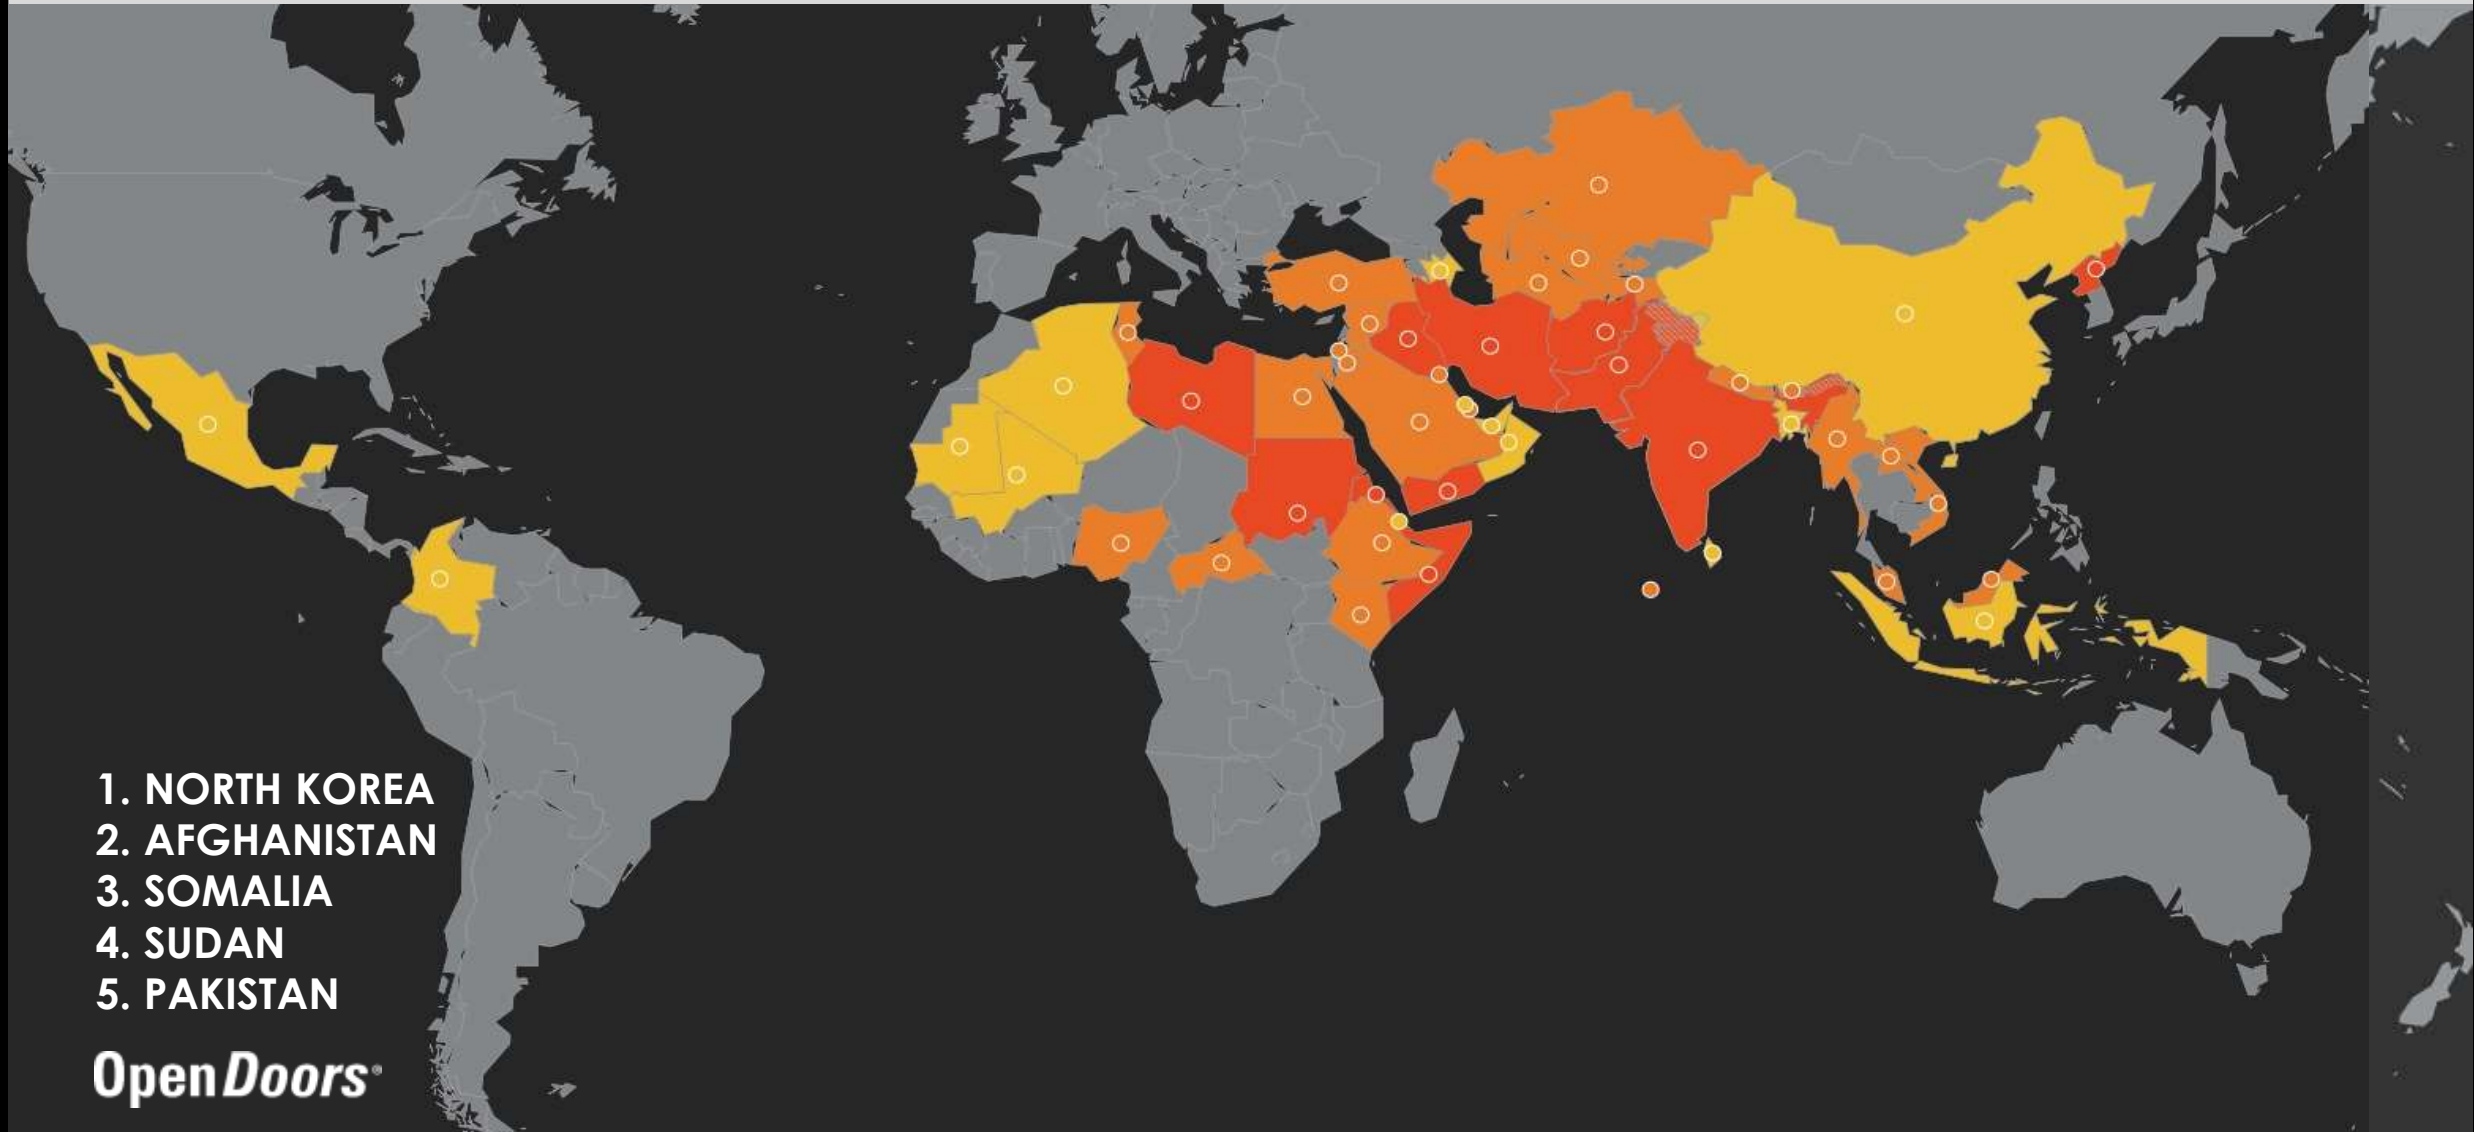 1. NORTH KOREA
2. AFGHANISTAN
3. SOMALIA
4. SUDAN
5. PAKISTAN
OpenDoors®